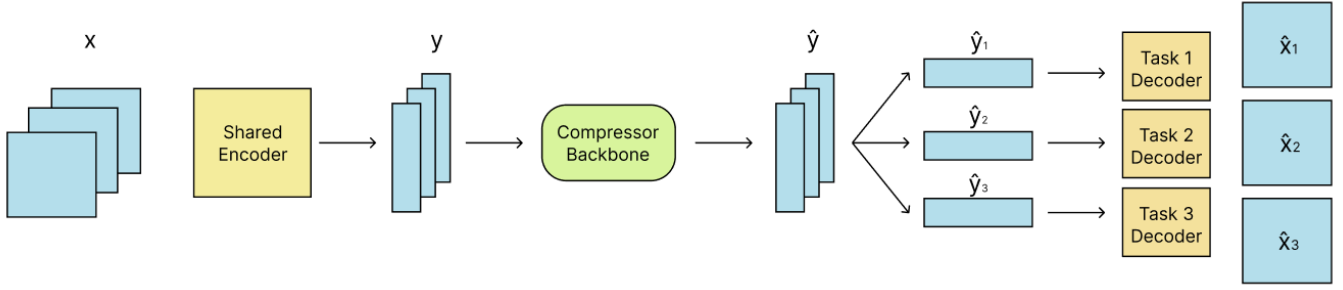 x
Shared
Encoder
y
Compressor
Backbone
ŷ
ŷ₁
ŷ₂
ŷ₃
Task 1
Decoder
Task 2
Decoder
Task 3
Decoder
x̂₁
x̂₂
x̂₃